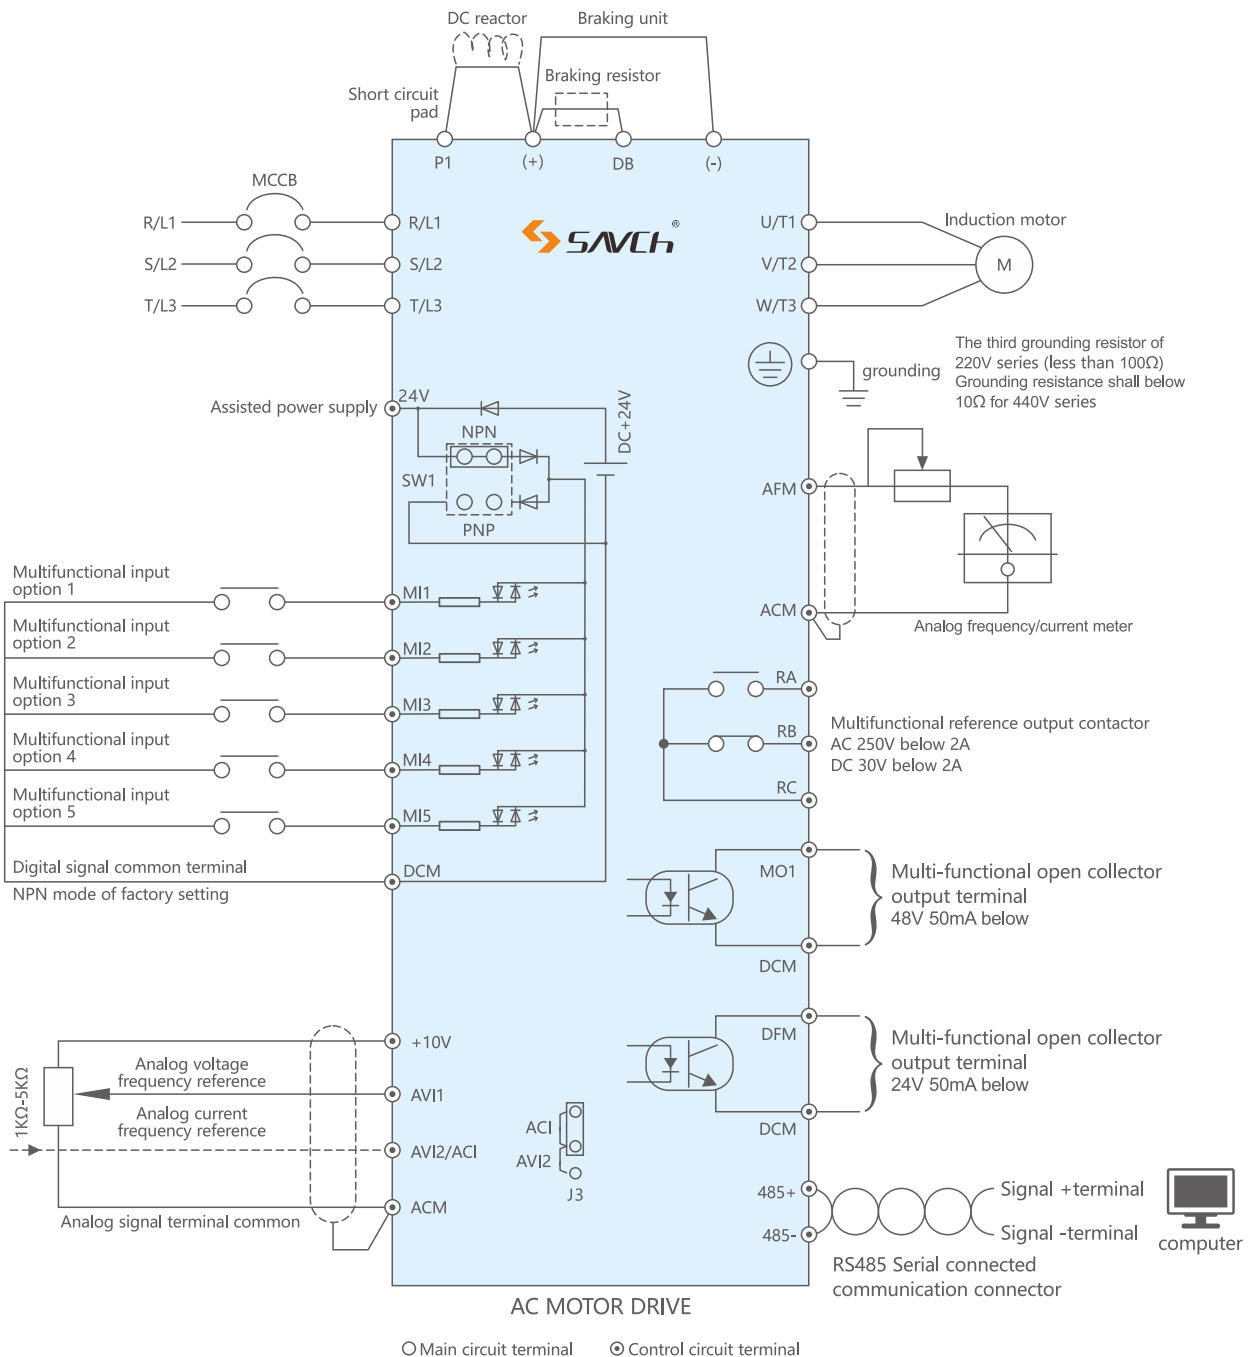 DC reactor
Braking unit
Braking resistor
Short circuit
pad
P1
(+)
DB
(-)
MCCB
R/L1
R/L1
S/L2
S/L2
T/L3
T/L3
SAVCh®
U/T1
V/T2
W/T3
Induction motor
M
grounding
The third grounding resistor of
220V series (less than 100Ω)
Grounding resistance shall below
10Ω for 440V series
Assisted power supply
24V
NPN
SW1
PNP
DC+24V
AFM
ACM
Analog frequency/current meter
Multifunctional input
option 1
MI1
Multifunctional input
option 2
MI2
Multifunctional input
option 3
MI3
Multifunctional input
option 4
MI4
Multifunctional input
option 5
MI5
Digital signal common terminal
DCM
NPN mode of factory setting
RA
RB
RC
Multifunctional reference output contactor
AC 250V below 2A
DC 30V below 2A
MO1
DCM
Multi-functional open collector
output terminal
48V 50mA below
DFM
DCM
Multi-functional open collector
output terminal
24V 50mA below
+10V
1KΩ-5KΩ
Analog voltage
frequency reference
AVI1
Analog current
frequency reference
AVI2/ACI
ACM
Analog signal terminal common
ACI
AVI2
J3
485+
485-
Signal +terminal
Signal -terminal
computer
RS485 Serial connected
communication connector
AC MOTOR DRIVE
Main circuit terminal
Control circuit terminal